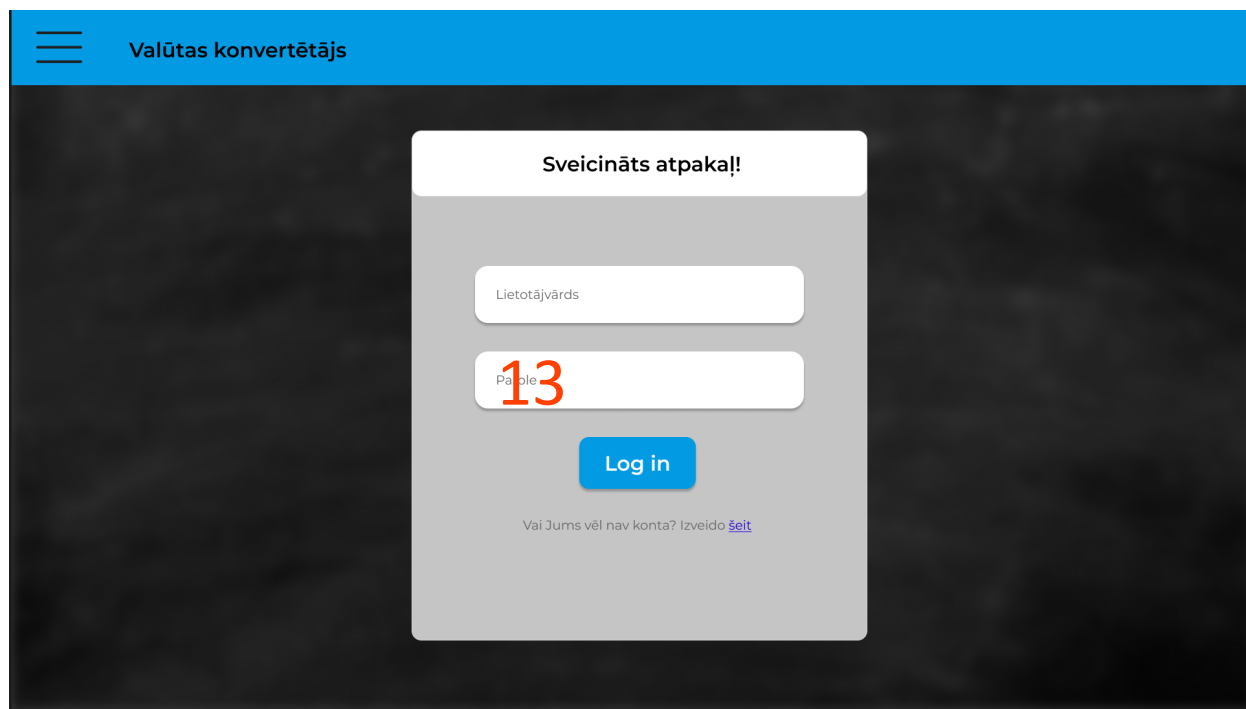 Valūtas konvertētājs
Sveicināts atpakaļ!
Lietotājvārds
Parole
13
Log in
Vai Jums vēl nav konta? Izveido šeit